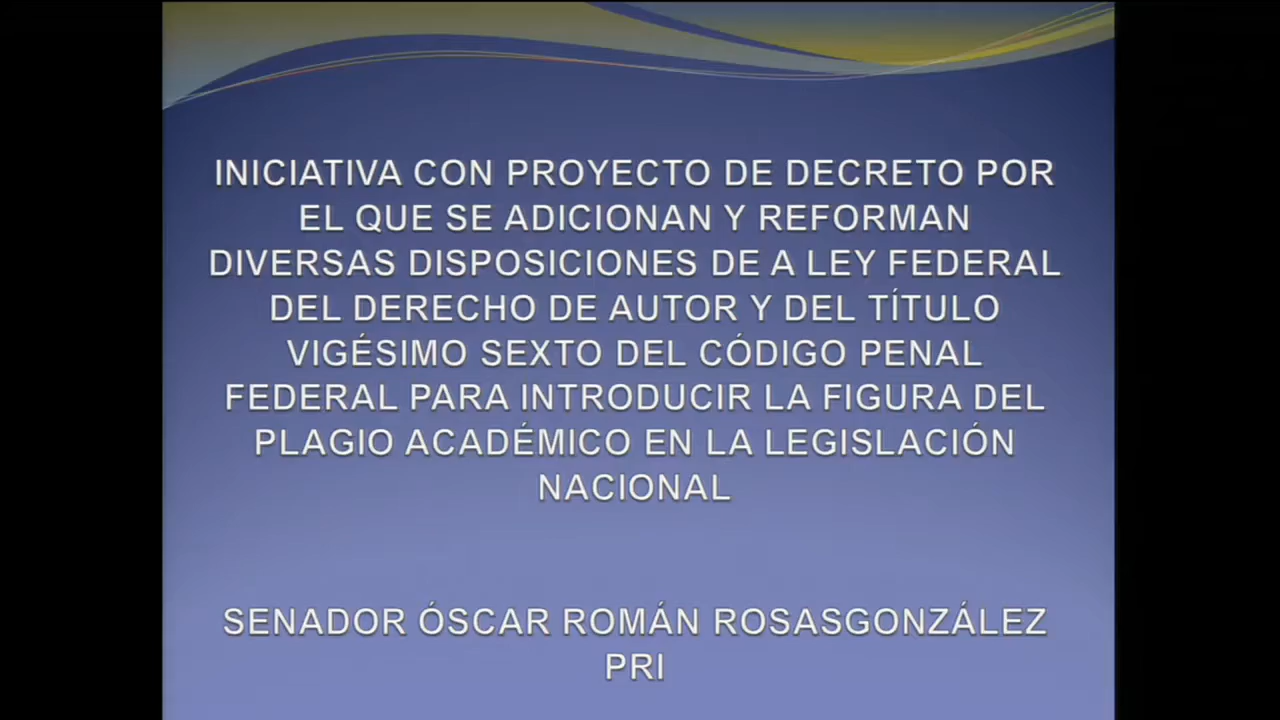 INICIATIVA CON PROYECTO DE DECRETO POR
EL QUE SE ADICIONAN Y REFORMAN
DIVERSAS DISPOSICIONES DE A LEY FEDERAL
DEL DERECHO DE AUTOR Y DEL TÍTULO
VIGÉSIMO SEXTO DEL CÓDIGO PENAL
FEDERAL PARA INTRODUCIR LA FIGURA DEL
PLAGIO ACADÉMICO EN LA LEGISLACIÓN
NACIONAL
SENADOR ÓSCAR ROMÁN ROSASGONZÁLEZ
PRI